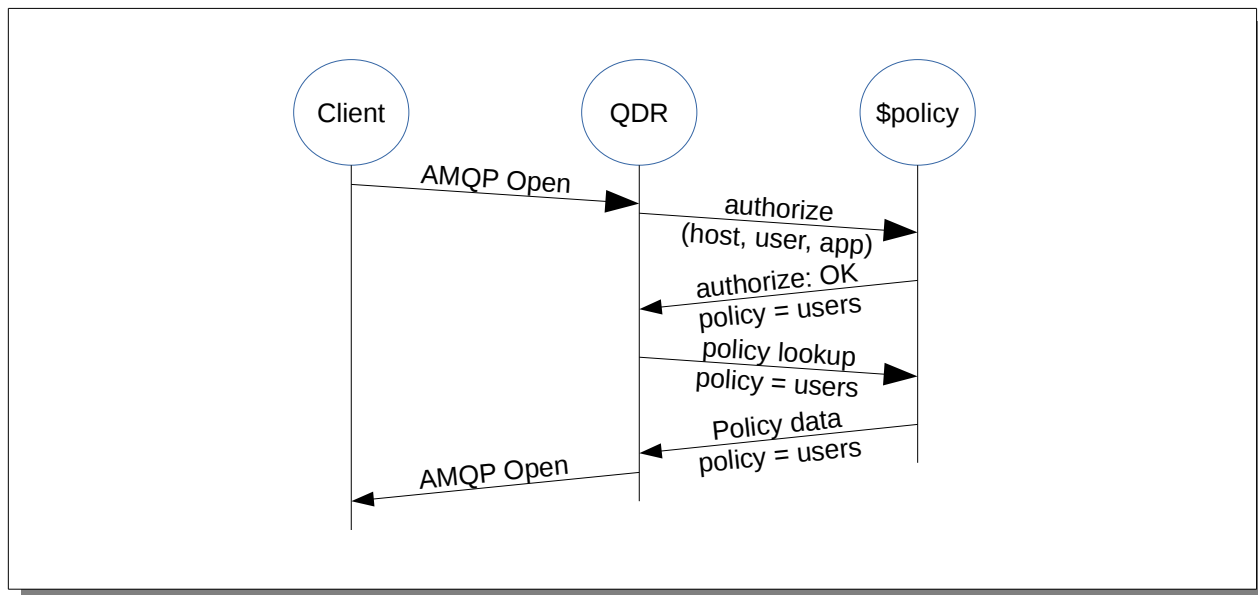 Client
QDR
$policy
AMQP Open
authorize
(host, user, app)
authorize: OK
policy = users
policy lookup
policy = users
Policy data
policy = users
AMQP Open